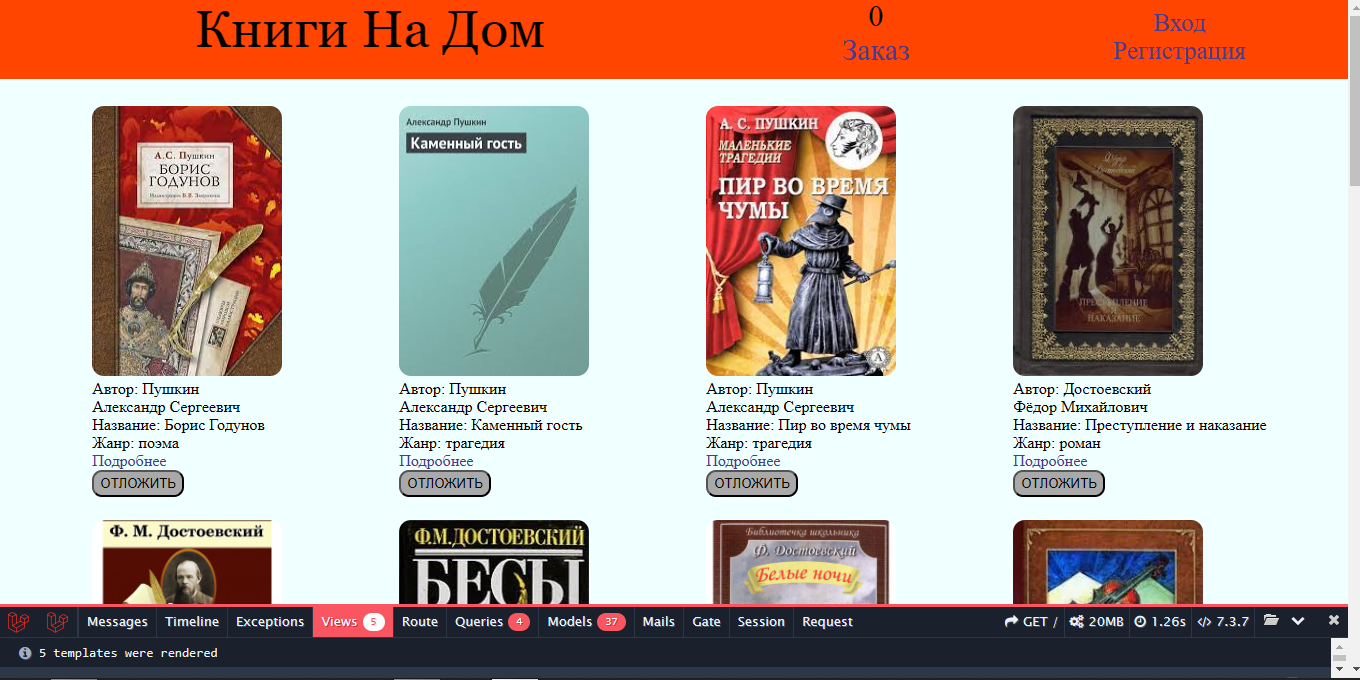 Книги На Дом
0
Заказ
Вход
Регистрация
А.С. Пушкин
БОРИС
ГОДУНОВ
Александр Пушкин
Каменный гость
А. С. ПУШКИН
МАЛЕНЬКИЕ
ТРАГЕДИИ
ПИР ВО ВРЕМЯ
ЧУМЫ
ПРЕСТУПЛЕНИЕ
И
НАКАЗАНИЕ
Автор: Пушкин
Александр Сергеевич
Название: Борис Годунов
Жанр: поэма
Подробнее
ОТЛОЖИТЬ
Автор: Пушкин
Александр Сергеевич
Название: Каменный гость
Жанр: трагедия
Подробнее
ОТЛОЖИТЬ
Автор: Пушкин
Александр Сергеевич
Название: Пир во время чумы
Жанр: трагедия
Подробнее
ОТЛОЖИТЬ
Автор: Достоевский
Фёдор Михайлович
Название: Преступление и наказание
Жанр: роман
Подробнее
ОТЛОЖИТЬ
Ф. М. Достоевский
Ф.М.ДОСТОЕВСКИЙ
БЕСЫ
Библиотечка школьника
Ф. Достоевский
Белые ночи
Messages Timeline Exceptions Views 5 Route Queries 4 Models 37 Mails Gate Session Request GET / 20MB 1.26s 7.3.7
5 templates were rendered